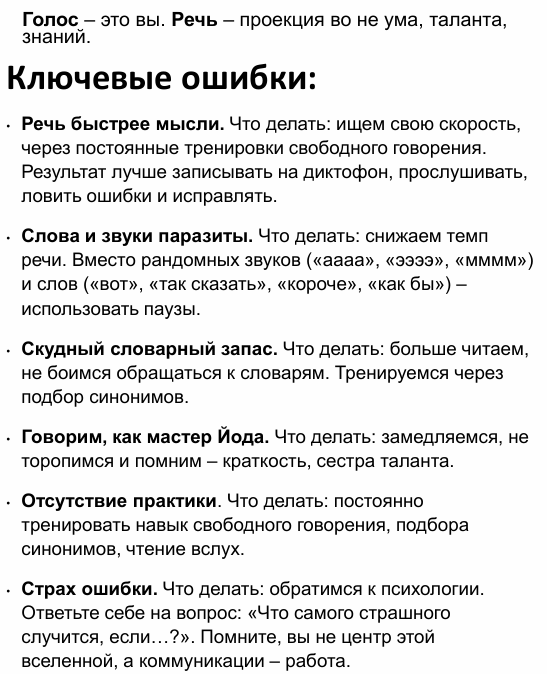 Голос – это вы. Речь – проекция во не ума, таланта,
знаний.
Ключевые ошибки:
• Речь быстрее мысли. Что делать: ищем свою скорость,
через постоянные тренировки свободного говорения.
Результат лучше записывать на диктофон, прослушивать,
ловить ошибки и исправлять.
• Слова и звуки паразиты. Что делать: снижаем темп
речи. Вместо рандомных звуков («аааа», «ээээ», «мммм»)
и слов («вот», «так сказать», «короче», «как бы») –
использовать паузы.
• Скудный словарный запас. Что делать: больше читаем,
не боимся обращаться к словарям. Тренируемся через
подбор синонимов.
• Говорим, как мастер Йода. Что делать: замедляемся, не
торопимся и помним – краткость, сестра таланта.
• Отсутствие практики. Что делать: постоянно
тренировать навык свободного говорения, подбора
синонимов, чтение вслух.
• Страх ошибки. Что делать: обратимся к психологии.
Ответьте себе на вопрос: «Что самого страшного
случится, если…?». Помните, вы не центр этой
вселенной, а коммуникации – работа.